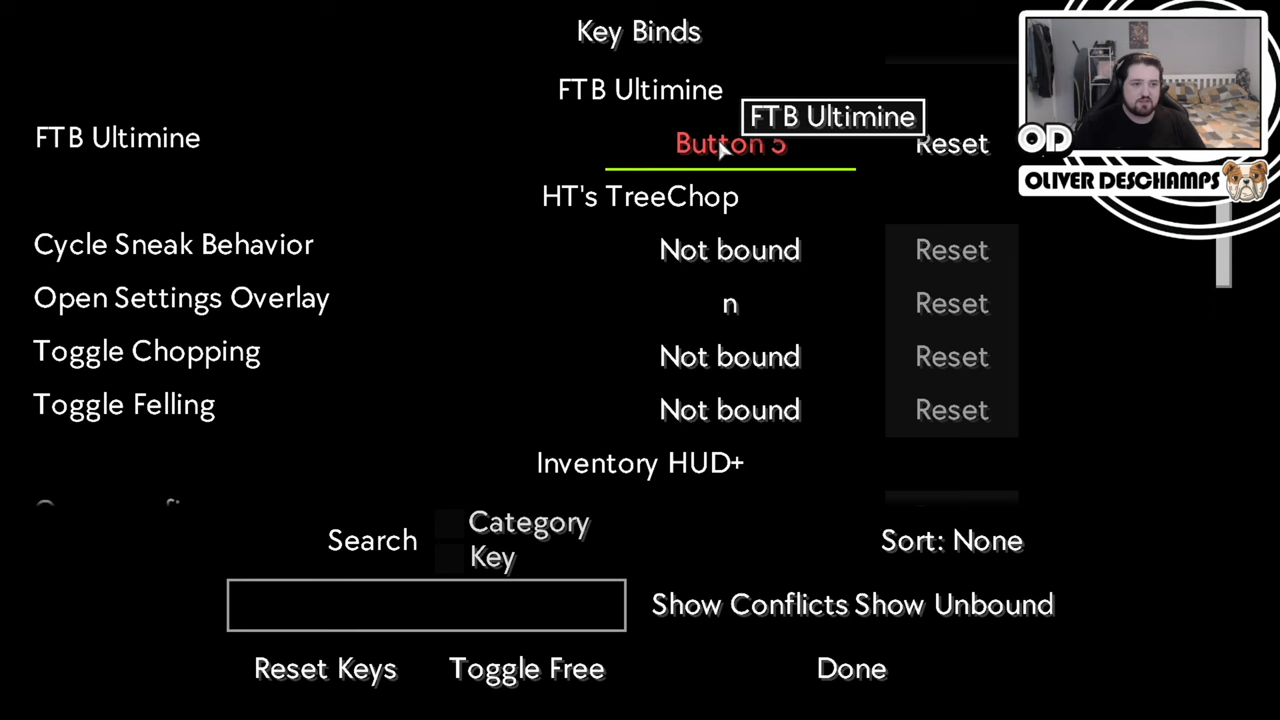 Key Binds
FTB Ultimine
FTB Ultimine
FTB Ultimine
Button 5
Reset
HT's TreeChop
Cycle Sneak Behavior
Not bound
Reset
Open Settings Overlay
n
Reset
Toggle Chopping
Not bound
Reset
Toggle Felling
Not bound
Reset
Inventory HUD+
Search
Category
Key
Sort: None
Show Conflicts
Show Unbound
Reset Keys
Toggle Free
Done
OD
OLIVER DESCHAMPS